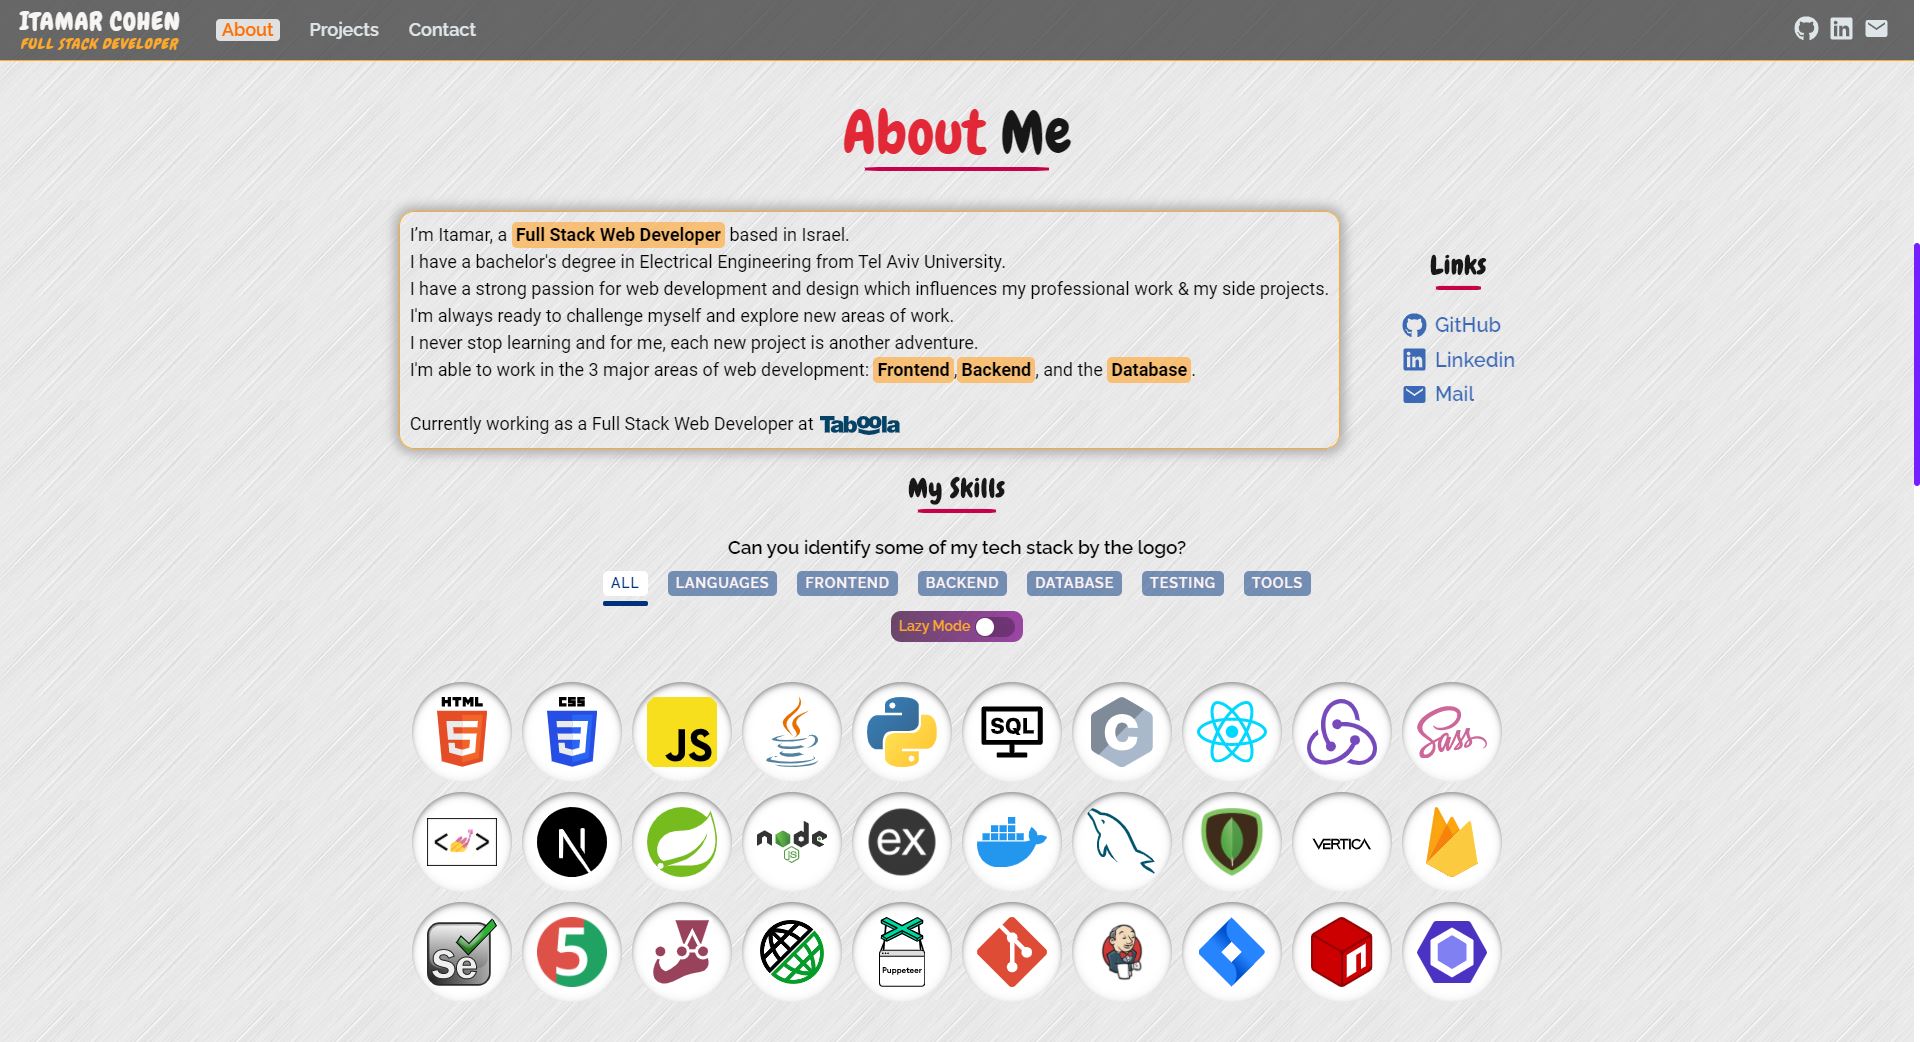 ITAMAR COHEN
FULL STACK DEVELOPER
About
Projects
Contact
About Me
I’m Itamar, a Full Stack Web Developer based in Israel.
I have a bachelor's degree in Electrical Engineering from Tel Aviv University.
I have a strong passion for web development and design which influences my professional work & my side projects.
I'm always ready to challenge myself and explore new areas of work.
I never stop learning and for me, each new project is another adventure.
I'm able to work in the 3 major areas of web development: Frontend, Backend, and the Database.
Currently working as a Full Stack Web Developer at Taboola
Links
GitHub
Linkedin
Mail
My Skills
Can you identify some of my tech stack by the logo?
ALL
LANGUAGES
FRONTEND
BACKEND
DATABASE
TESTING
TOOLS
Lazy Mode
HTML
5
CSS
3
JS
SQL
C
Sass
< >
N
node
JS
ex
VERTICA
Se
5
Puppeteer
n